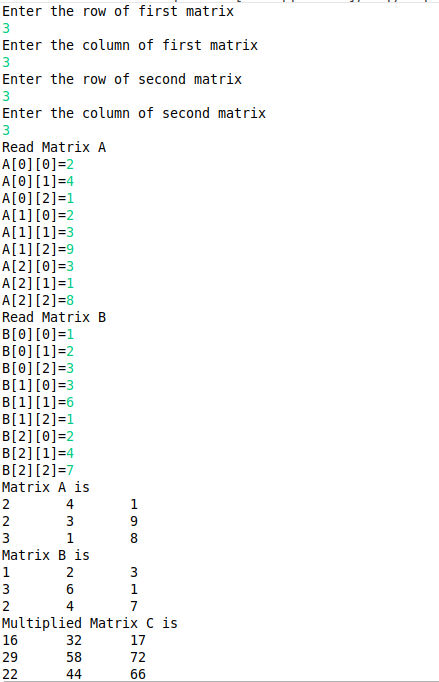 Enter the row of first matrix
3
Enter the column of first matrix
3
Enter the row of second matrix
3
Enter the column of second matrix
3
Read Matrix A
A[0][0]=2
A[0][1]=4
A[0][2]=1
A[1][0]=2
A[1][1]=3
A[1][2]=9
A[2][0]=3
A[2][1]=1
A[2][2]=8
Read Matrix B
B[0][0]=1
B[0][1]=2
B[0][2]=3
B[1][0]=3
B[1][1]=6
B[1][2]=1
B[2][0]=2
B[2][1]=4
B[2][2]=7
Matrix A is
2 4 1
2 3 9
3 1 8
Matrix B is
1 2 3
3 6 1
2 4 7
Multiplied Matrix C is
16 32 17
29 58 72
22 44 66